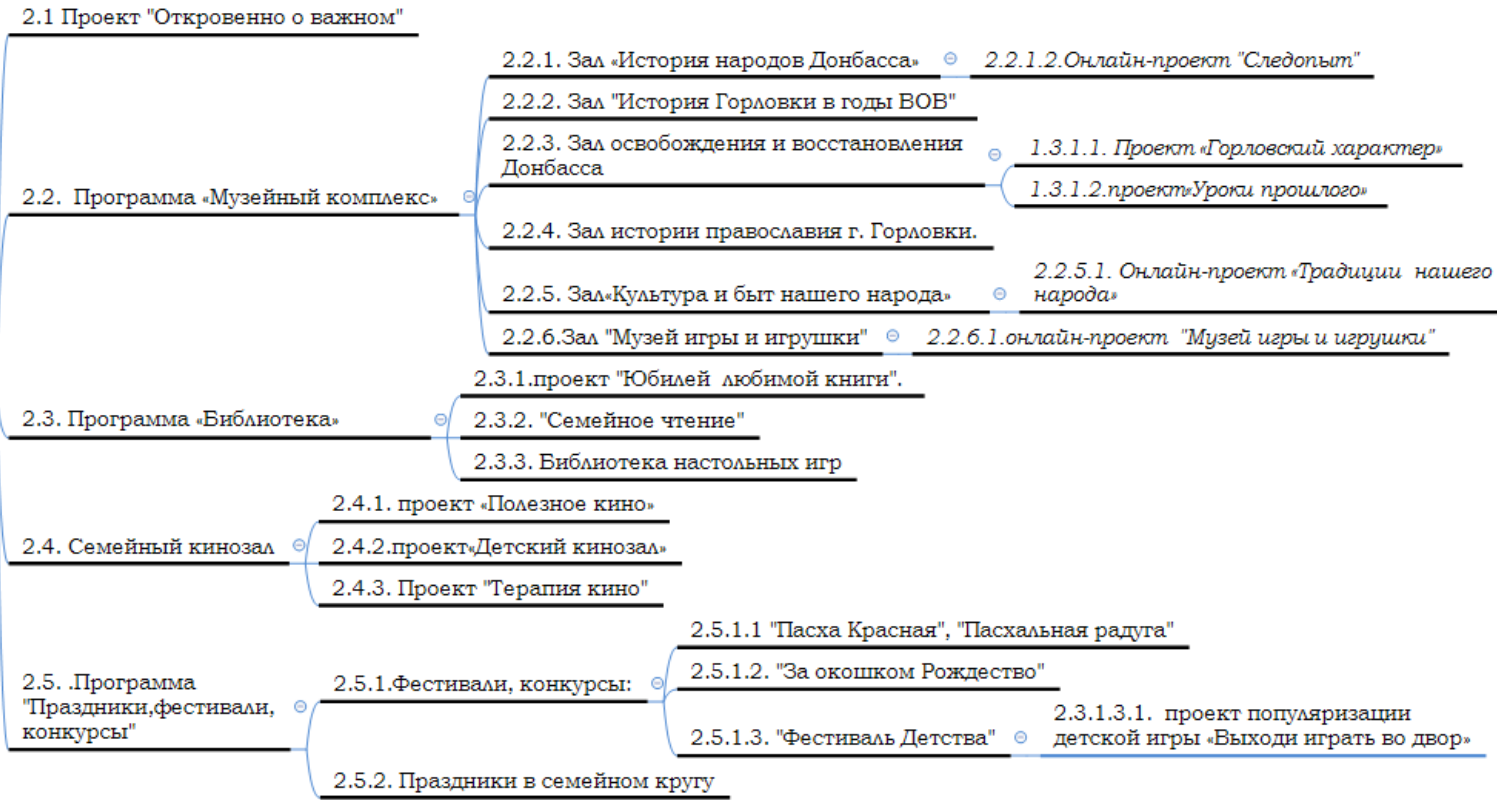 2.1 Проект "Откровенно о важном"
2.2.  Программа «Музейный комплекс»
2.2.1. Зал «История народов Донбасса»
2.2.1.2.Онлайн-проект "Следопыт"
2.2.2. Зал "История Горловки в годы ВОВ"
2.2.3. Зал освобождения и восстановления
Донбасса
1.3.1.1. Проект «Горловский характер»
1.3.1.2.проект«Уроки прошлого»
2.2.4. Зал истории православия г. Горловки.
2.2.5. Зал«Культура и быт нашего народа»
2.2.5.1. Онлайн-проект «Традиции  нашего
народа»
2.2.6.Зал "Музей игры и игрушки"
2.2.6.1.онлайн-проект  "Музей игры и игрушки"
2.3. Программа «Библиотека»
2.3.1.проект "Юбилей  любимой книги".
2.3.2. "Семейное чтение"
2.3.3. Библиотека настольных игр
2.4. Семейный кинозал
2.4.1. проект «Полезное кино»
2.4.2.проект«Детский кинозал»
2.4.3. Проект "Терапия кино"
2.5. .Программа
"Праздники,фестивали,
конкурсы"
2.5.1.Фестивали, конкурсы:
2.5.1.1 "Пасха Красная", "Пасхальная радуга"
2.5.1.2. "За окошком Рождество"
2.5.1.3. "Фестиваль Детства"
2.3.1.3.1.  проект популяризации
детской игры «Выходи играть во двор»
2.5.2. Праздники в семейном кругу